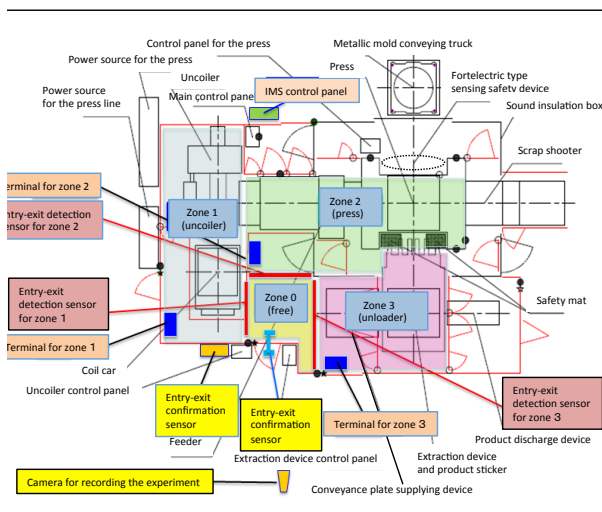 Control panel for the press
Metallic mold conveying truck
Power source for the press
Press
Uncoiler
Fortelectric type
sensing safety device
Power source
for the press line
IMS control panel
Main control pane
Sound insulation box
Scrap shooter
erminal for zone 2
Zone 1
(uncoiler)
Zone 2
(press)
ntry-exit detection
ensor for zone 2
Entry-exit
detection sensor
for zone 1
Zone 0
(free)
Zone 3
(unloader)
Safety mat
Terminal for zone 1
Coil car
Uncoiler control panel
Entry-exit
confirmation
sensor
Entry-exit
confirmation
sensor
Terminal for zone 3
Entry-exit
detection sensor
for zone 3
Feeder
Product discharge device
Extraction device control panel
Extraction device
and product sticker
Camera for recording the experiment
Conveyance plate supplying device